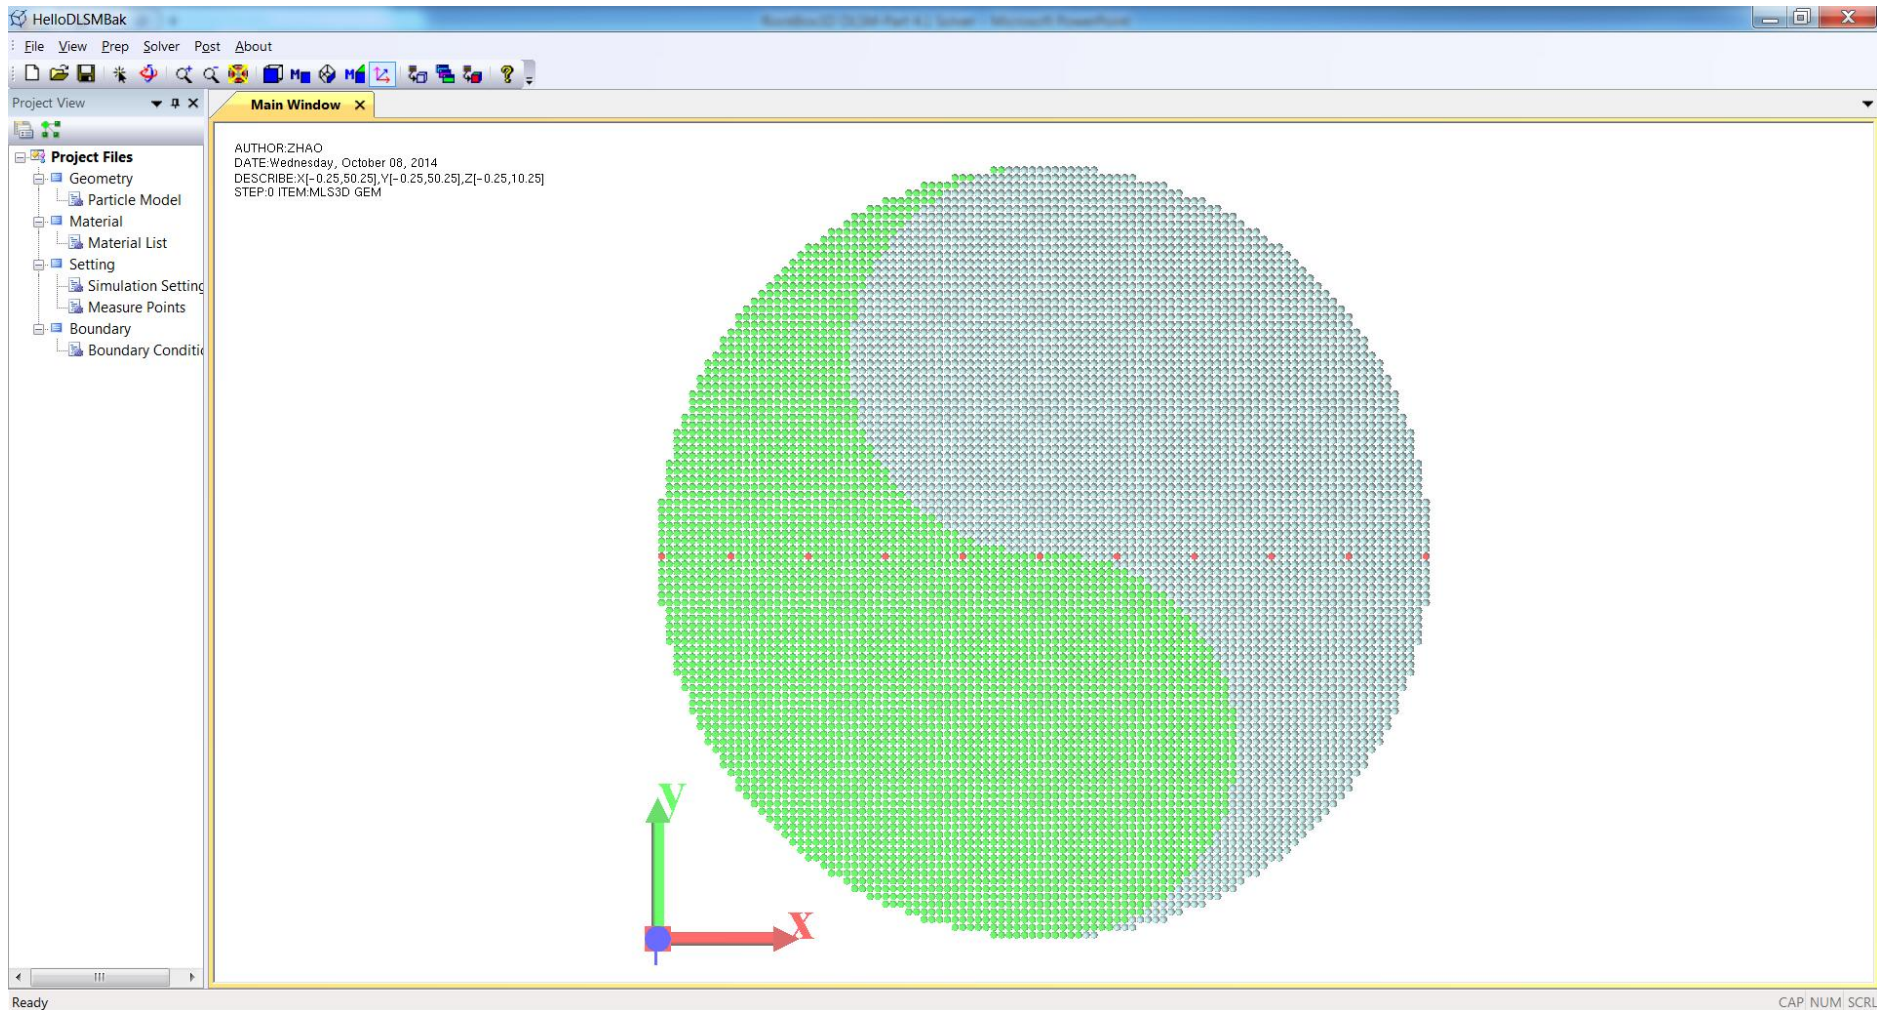 HelloDLSMBak
File View Prep Solver Post About
Project View
Main Window
Project Files
Geometry
Particle Model
Material
Material List
Setting
Simulation Setting
Measure Points
Boundary
Boundary Conditi
AUTHOR:ZHAO
DATE:Wednesday, October 08, 2014
DESCRIBE:X[-0.25,50.25],Y[-0.25,50.25],Z[-0.25,10.25]
STEP:0 ITEM:MLS3D GEM
y
x
Ready
CAP NUM SCRL